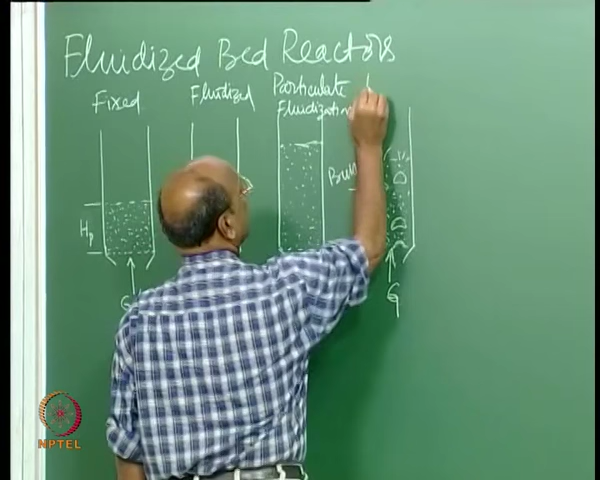 Fluidized Bed Reactors
Fixed
Fluidized
Particulate
Fluidization
Hp
G
NPTEL